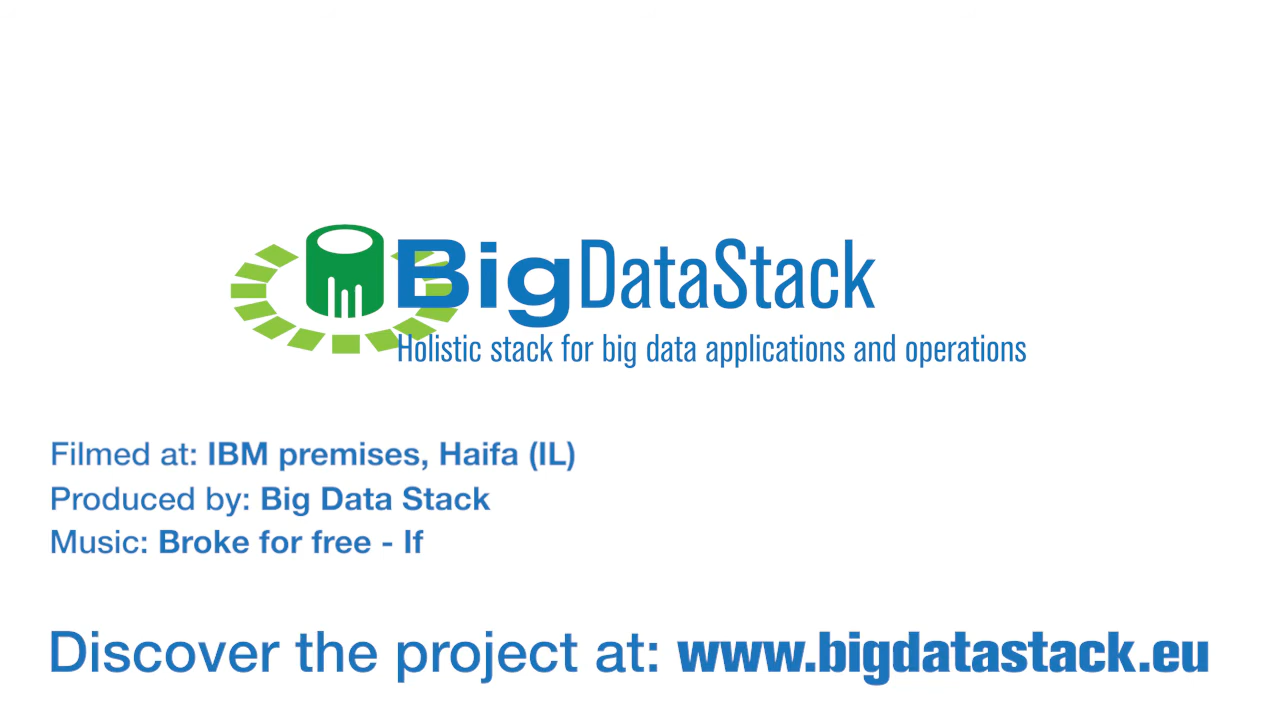 BigDataStack
Holistic stack for big data applications and operations
Filmed at: IBM premises, Haifa (IL)
Produced by: Big Data Stack
Music: Broke for free - If
Discover the project at: www.bigdatastack.eu